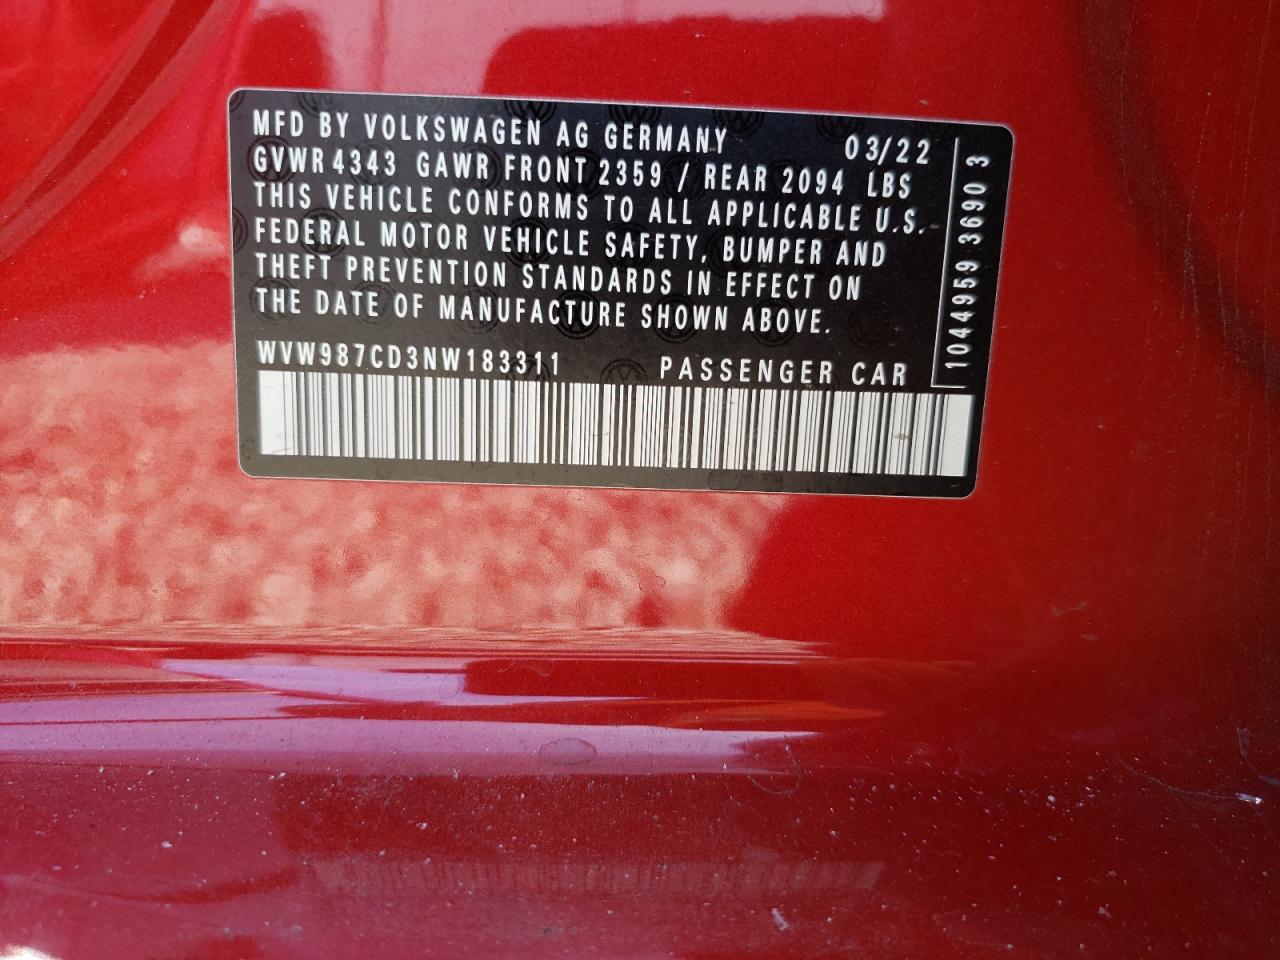 MFD BY VOLKSWAGEN AG GERMANY 03/22
GVWR 4343 GAWR FRONT 2359 / REAR 2094 LBS
THIS VEHICLE CONFORMS TO ALL APPLICABLE U.S.
FEDERAL MOTOR VEHICLE SAFETY, BUMPER AND
THEFT PREVENTION STANDARDS IN EFFECT ON
THE DATE OF MANUFACTURE SHOWN ABOVE.
WVW987CD3NW183311 PASSENGER CAR
1044959 3690 3